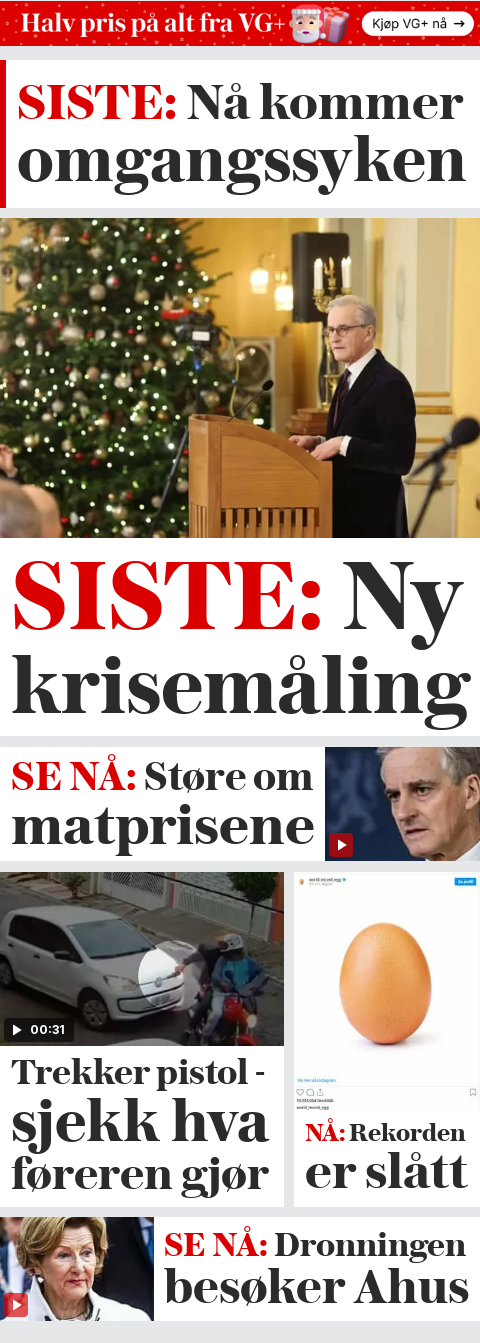 Halv pris på alt fra VG+
Kjøp VG+ nå →
SISTE: Nå kommer
omgangssyken
SISTE: Ny
krisemåling
SE NÅ: Støre om
matprisene
00:31
Trekker pistol -
sjekk hva
føreren gjør
world_record_egg
Se profil
Vis mer på Instagram
world_record_egg
NÅ: Rekorden
er slått
SE NÅ: Dronningen
besøker Ahus